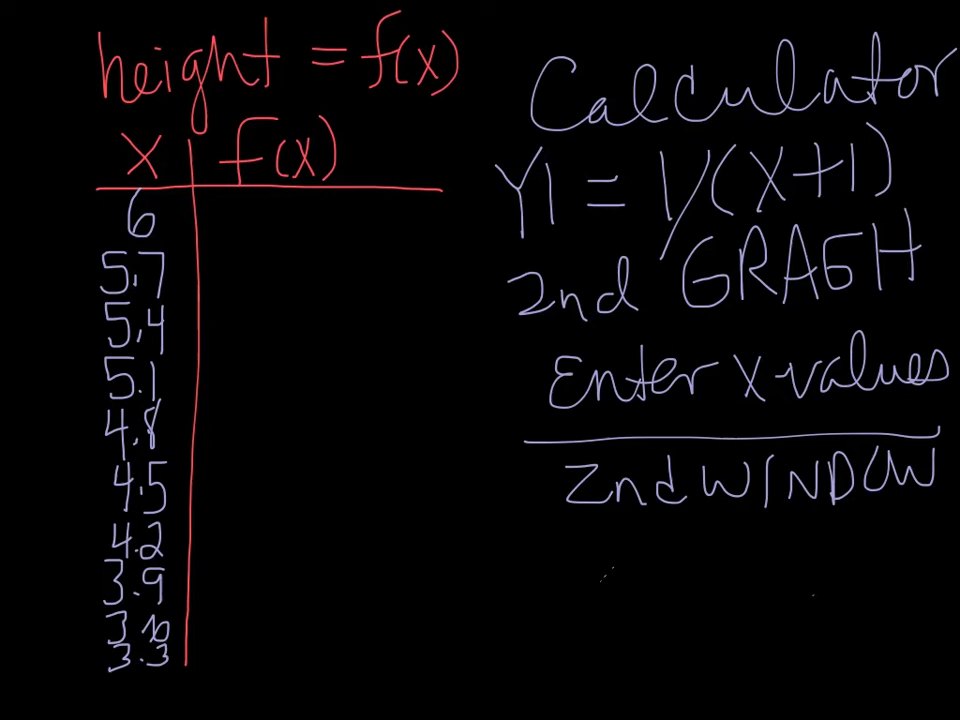 height = f(x)
x | f(x)
6
5.7
5.4
5.1
4.8
4.5
4.2
3.9
3.6
3.3
Calculator
Y1 = 1/(X+1)
2nd GRAGH
Enter x-values
2nd WINDOW